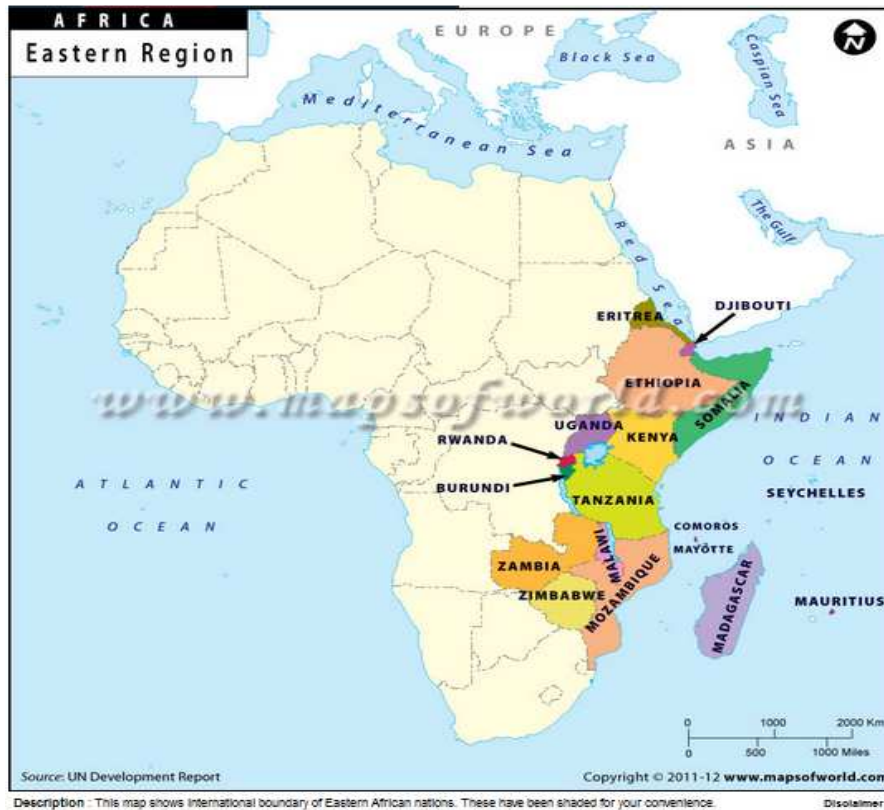 AFRICA
Eastern Region
EUROPE
Black Sea
Caspian Sea
Mediterranean Sea
ASIA
The Gulf
Red Sea
ERITREA
DJIBOUTI
ETHIOPIA
SOMALIA
www.mapsofworld.com
UGANDA
KENYA
INDIAN
OCEAN
RWANDA
BURUNDI
TANZANIA
SEYCHELLES
ATLANTIC
OCEAN
COMOROS
MAYOTTE
MALAWI
ZAMBIA
ZIMBABWE
MOZAMBIQUE
MADAGASCAR
MAURITIUS
0 1000 2000 Km
0 500 1000 Miles
Source: UN Development Report
Copyright © 2011-12 www.mapsofworld.com
Description : This map shows International boundary of Eastern African nations. These have been shaded for your convenience.
Disclaimer
N